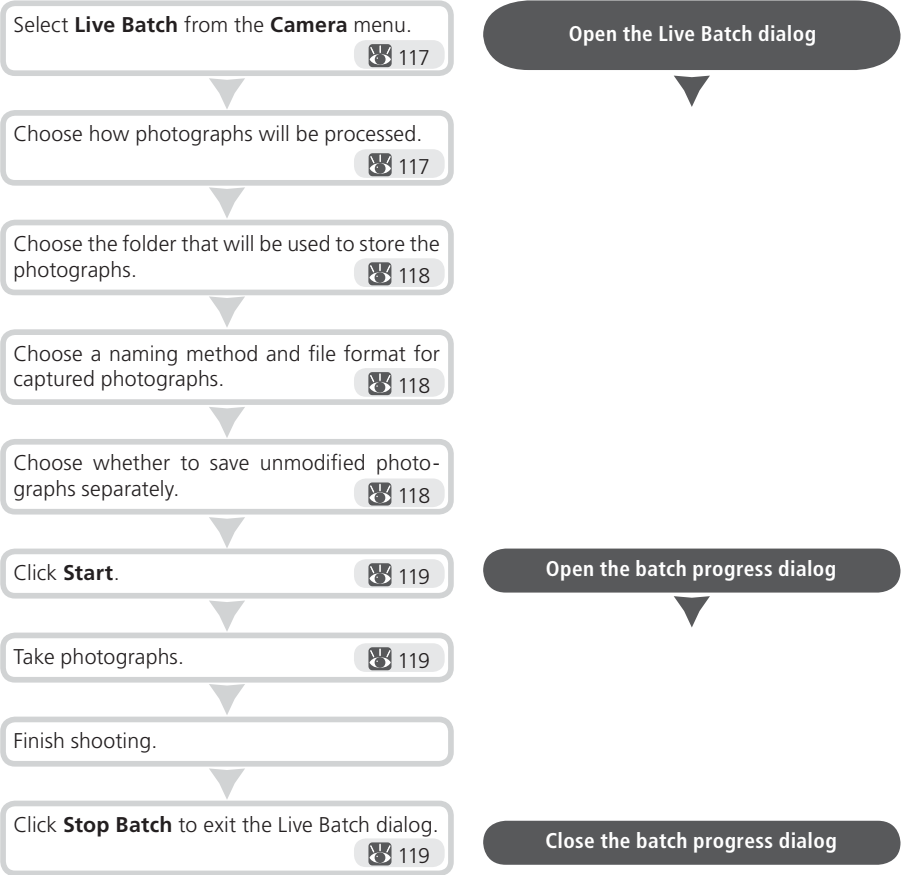 Select Live Batch from the Camera menu.
117
Open the Live Batch dialog
Choose how photographs will be processed.
117
Choose the folder that will be used to store the
photographs.
118
Choose a naming method and file format for
captured photographs.
118
Choose whether to save unmodified photo-
graphs separately.
118
Click Start.
119
Open the batch progress dialog
Take photographs.
119
Finish shooting.
Click Stop Batch to exit the Live Batch dialog.
119
Close the batch progress dialog